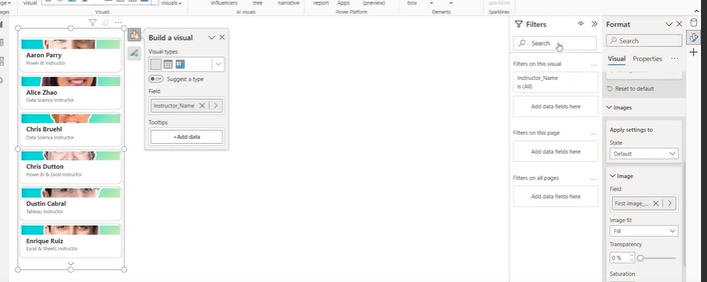 visual
visuals
influencers
tree
narrative
report
Apps
(preview)
box
sparkline
Visuals
AI visuals
Power Platform
Elements
Sparklines
Aaron Parry
Power BI Instructor
Alice Zhao
Data Science Instructor
Chris Bruehl
Data Science Instructor
Chris Dutton
Power BI & Excel Instructor
Dustin Cabral
Tableau Instructor
Enrique Ruiz
Excel & Sheets Instructor
Build a visual
Visual types
Suggest a type
Field
Instructor_Name
Tooltips
+Add data
Filters
Search
Filters on this visual
Instructor_Name
is (All)
Add data fields here
Filters on this page
Add data fields here
Filters on all pages
Add data fields here
Format
Search
Visual
Properties
Reset to default
Images
Apply settings to
State
Default
Image
Field
First Image_...
Image fit
Fill
Transparency
0 %
Saturation